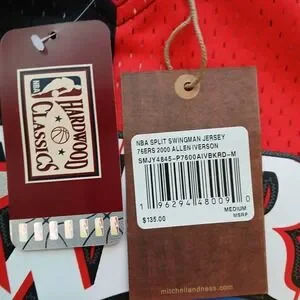 NBA
HARDWOOD
CLASSICS
NBA SPLIT SWINGMAN JERSEY
76ERS 2000 ALLEN IVERSON
SMJY4845-P7600AIVBKRD-M
1 96294 48009 0
MEDIUM
$135.00 MSRP
mitchellandness.com